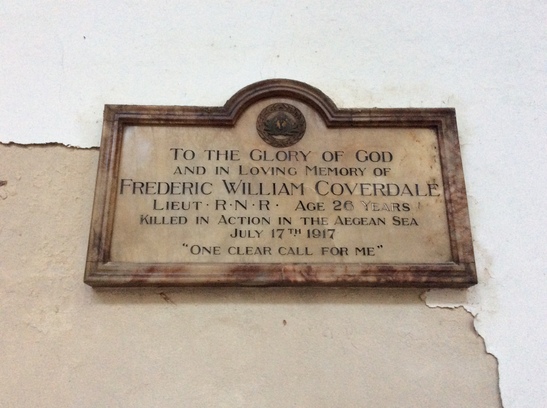 TO THE GLORY OF GOD
AND IN LOVING MEMORY OF
FREDERIC WILLIAM COVERDALE
LIEUT · R·N·R · AGE 26 YEARS
KILLED IN ACTION IN THE AEGEAN SEA
JULY 17TH 1917
"ONE CLEAR CALL FOR ME"